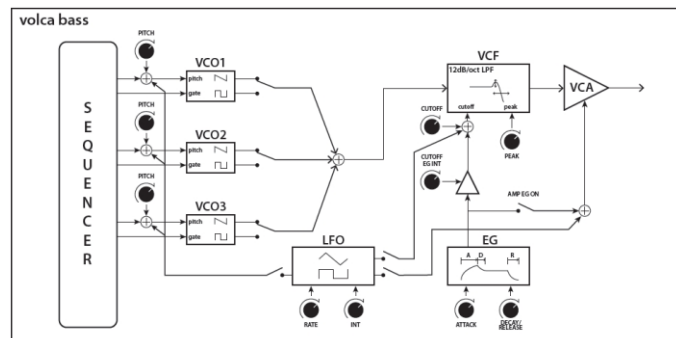 volca bass
PITCH
VCO1
pitch
gate
PITCH
VCO2
pitch
gate
PITCH
VCO3
pitch
gate
SEQUENCER
VCF
12dB/oct LPF
cutoff
peak
VCA
CUTOFF
PEAK
CUTOFF
EG INT
AMP EG ON
LFO
RATE
INT
EG
A
D
R
ATTACK
DECAY/
RELEASE